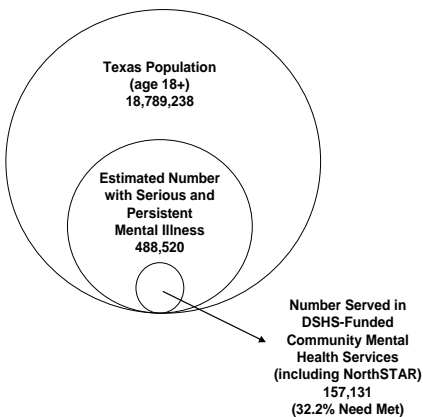 Texas Population
(age 18+)
18,789,238
Estimated Number
with Serious and
Persistent
Mental Illness
488,520
Number Served in
DSHS-Funded
Community Mental
Health Services
(including NorthSTAR)
157,131
(32.2% Need Met)